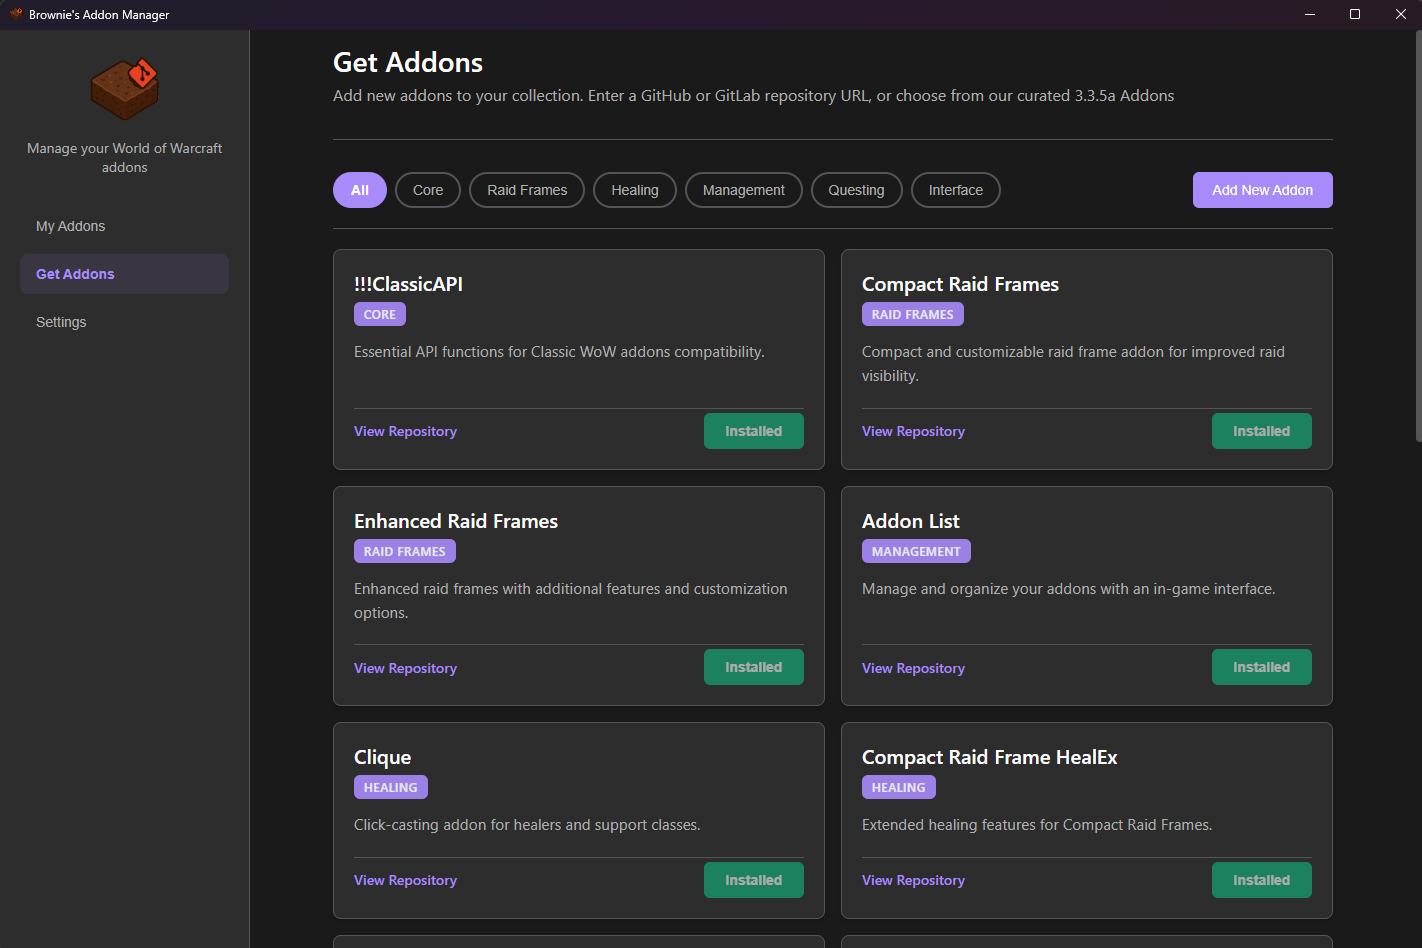 Brownie's Addon Manager
Manage your World of Warcraft
addons
My Addons
Get Addons
Settings
Get Addons
Add new addons to your collection. Enter a GitHub or GitLab repository URL, or choose from our curated 3.3.5a Addons
All
Core
Raid Frames
Healing
Management
Questing
Interface
Add New Addon
!!!ClassicAPI
CORE
Essential API functions for Classic WoW addons compatibility.
View Repository
Installed
Compact Raid Frames
RAID FRAMES
Compact and customizable raid frame addon for improved raid
visibility.
View Repository
Installed
Enhanced Raid Frames
RAID FRAMES
Enhanced raid frames with additional features and customization
options.
View Repository
Installed
Addon List
MANAGEMENT
Manage and organize your addons with an in-game interface.
View Repository
Installed
Clique
HEALING
Click-casting addon for healers and support classes.
View Repository
Installed
Compact Raid Frame HealEx
HEALING
Extended healing features for Compact Raid Frames.
View Repository
Installed